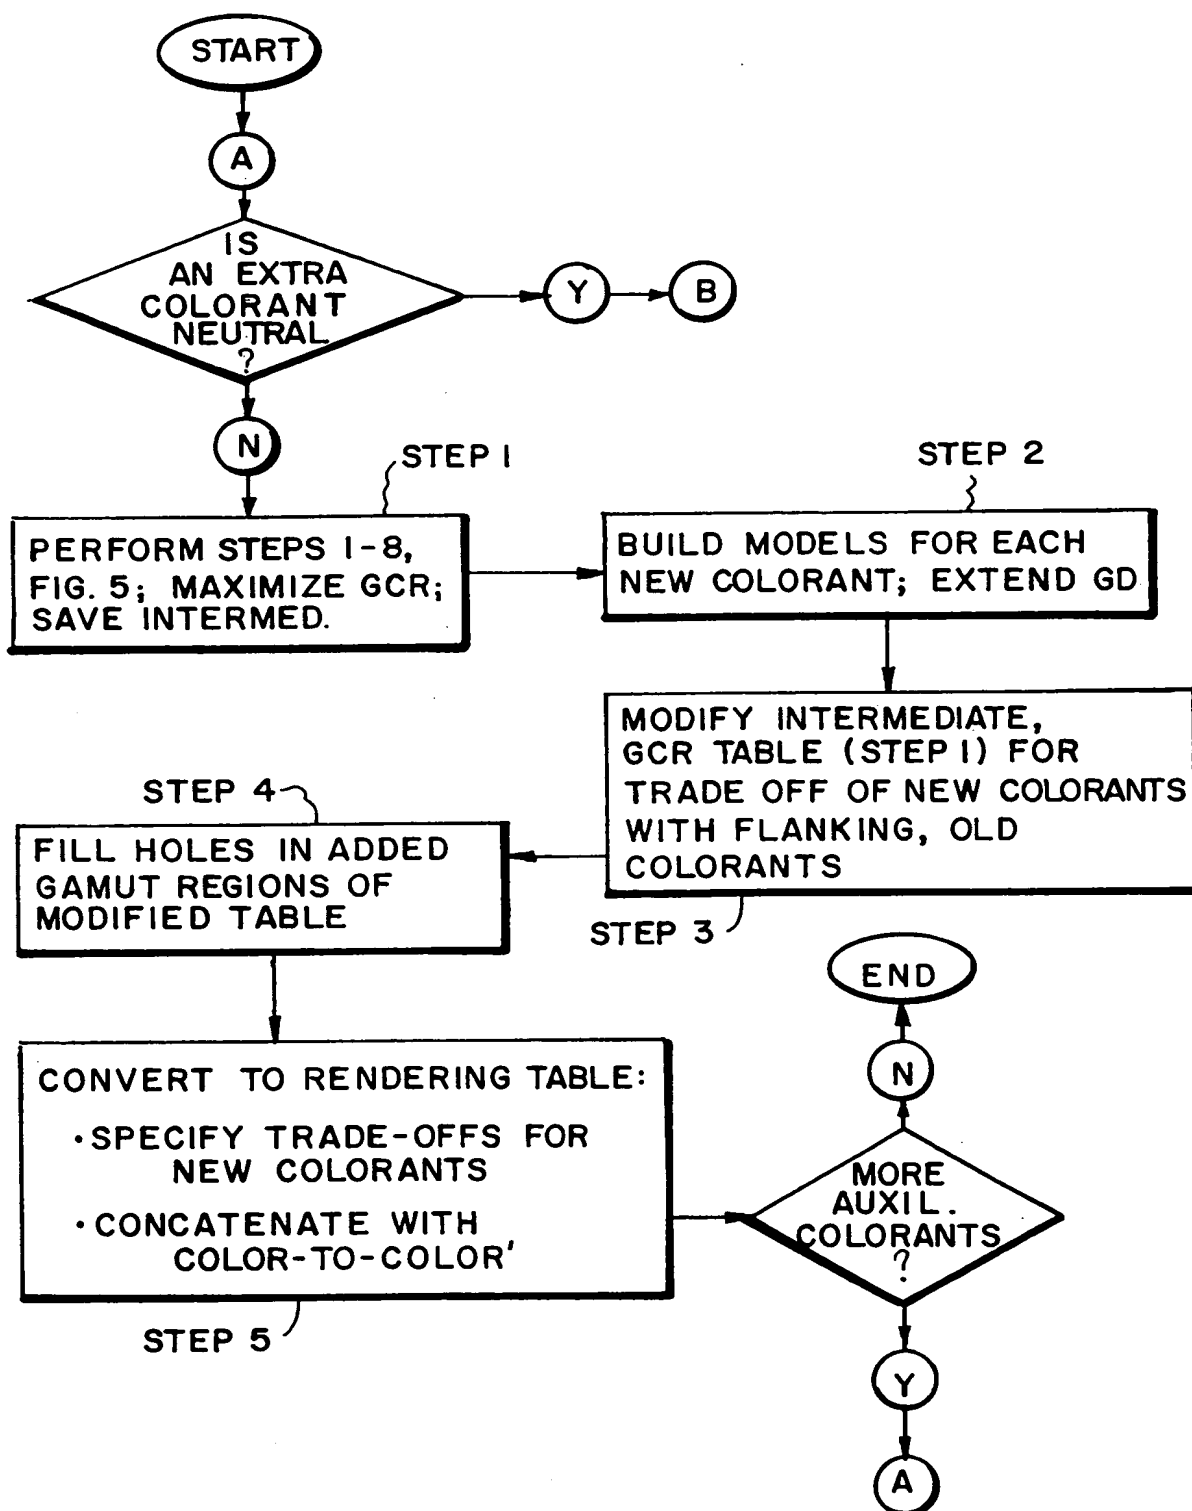 START
A
IS
AN EXTRA
COLORANT
NEUTRAL
?
Y
B
N
STEP 1
PERFORM STEPS 1-8,
FIG. 5; MAXIMIZE GCR;
SAVE INTERMED.
STEP 2
BUILD MODELS FOR EACH
NEW COLORANT; EXTEND GD
MODIFY INTERMEDIATE,
GCR TABLE (STEP 1) FOR
TRADE OFF OF NEW COLORANTS
WITH FLANKING, OLD
COLORANTS
STEP 3
STEP 4
FILL HOLES IN ADDED
GAMUT REGIONS OF
MODIFIED TABLE
CONVERT TO RENDERING TABLE:
• SPECIFY TRADE-OFFS FOR
NEW COLORANTS
• CONCATENATE WITH
COLOR-TO-COLOR'
STEP 5
END
N
MORE
AUXIL.
COLORANTS
?
Y
A